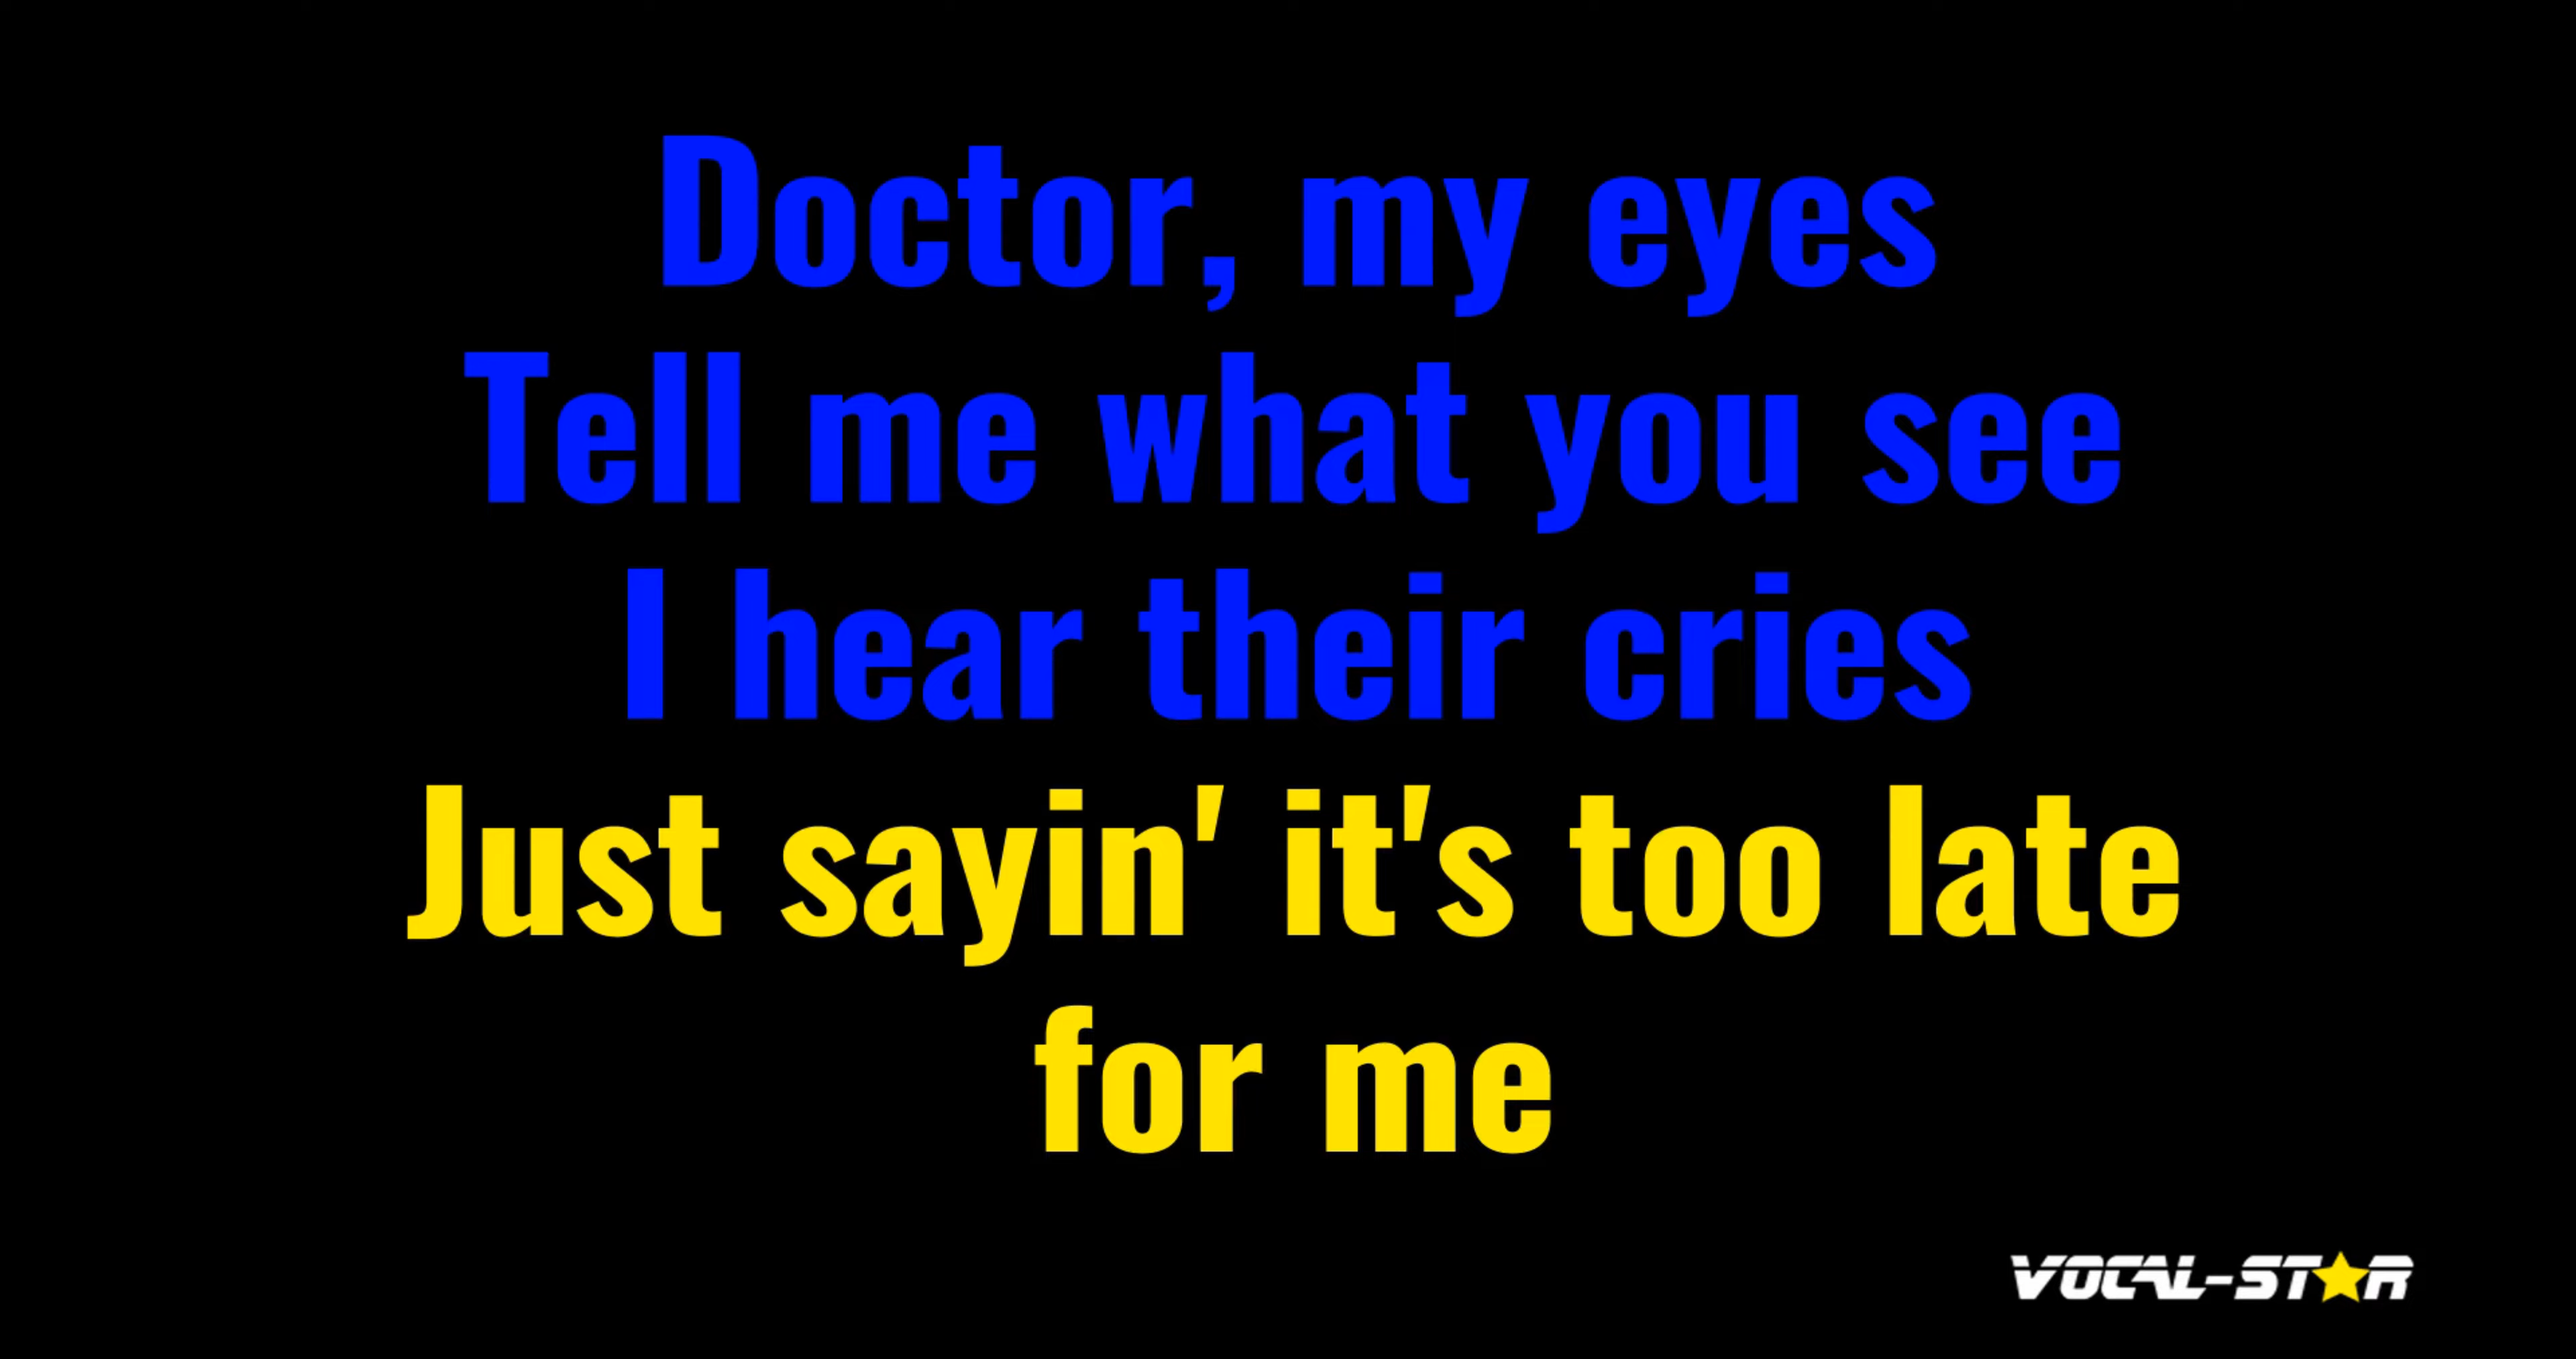 Doctor, my eyes
Tell me what you see
I hear their cries
Just sayin' it's too late
for me
VOCAL-STAR